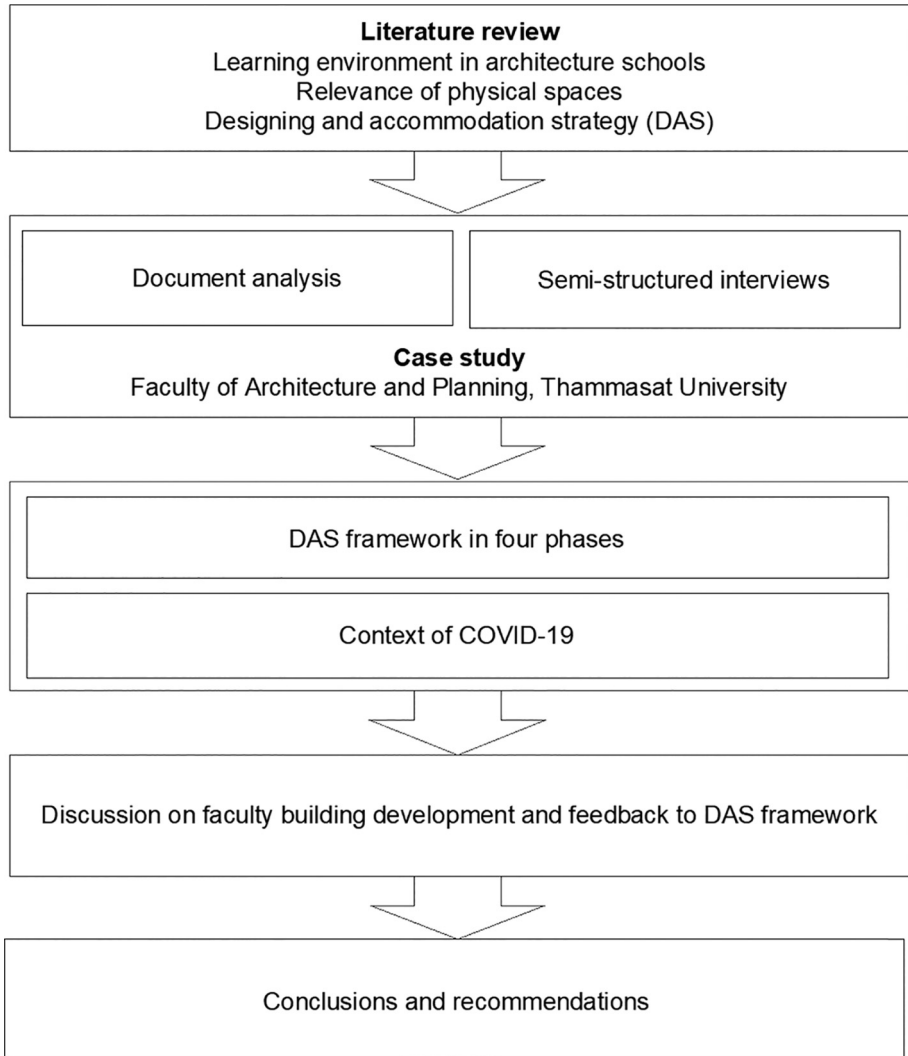 Literature review
Learning environment in architecture schools
Relevance of physical spaces
Designing and accommodation strategy (DAS)
Document analysis
Semi-structured interviews
Case study
Faculty of Architecture and Planning, Thammasat University
DAS framework in four phases
Context of COVID-19
Discussion on faculty building development and feedback to DAS framework
Conclusions and recommendations